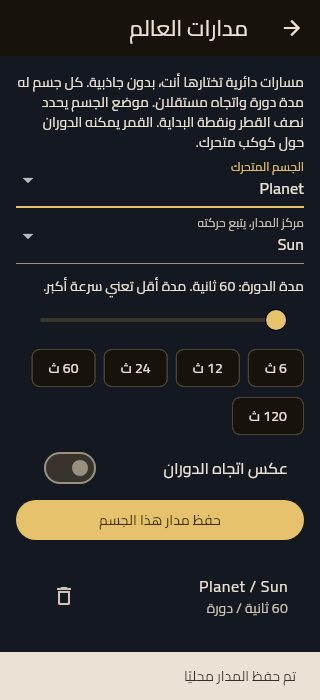 مدارات العالم
مسارات دائرية تختارها أنت، بدون جاذبية. كل جسم له
مدة دورة واتجاه مستقلان. موضع الجسم يحدد
نصف القطر ونقطة البداية. القمر يمكنه الدوران
حول كوكب متحرك.
الجسم المتحرك
Planet
مركز المدار، يتبع حركته
Sun
مدة الدورة: 60 ثانية. مدة أقل تعني سرعة أكبر.
6 ث
12 ث
24 ث
60 ث
120 ث
عكس اتجاه الدوران
حفظ مدار هذا الجسم
Planet / Sun
60 ثانية / دورة
تم حفظ المدار محليًا